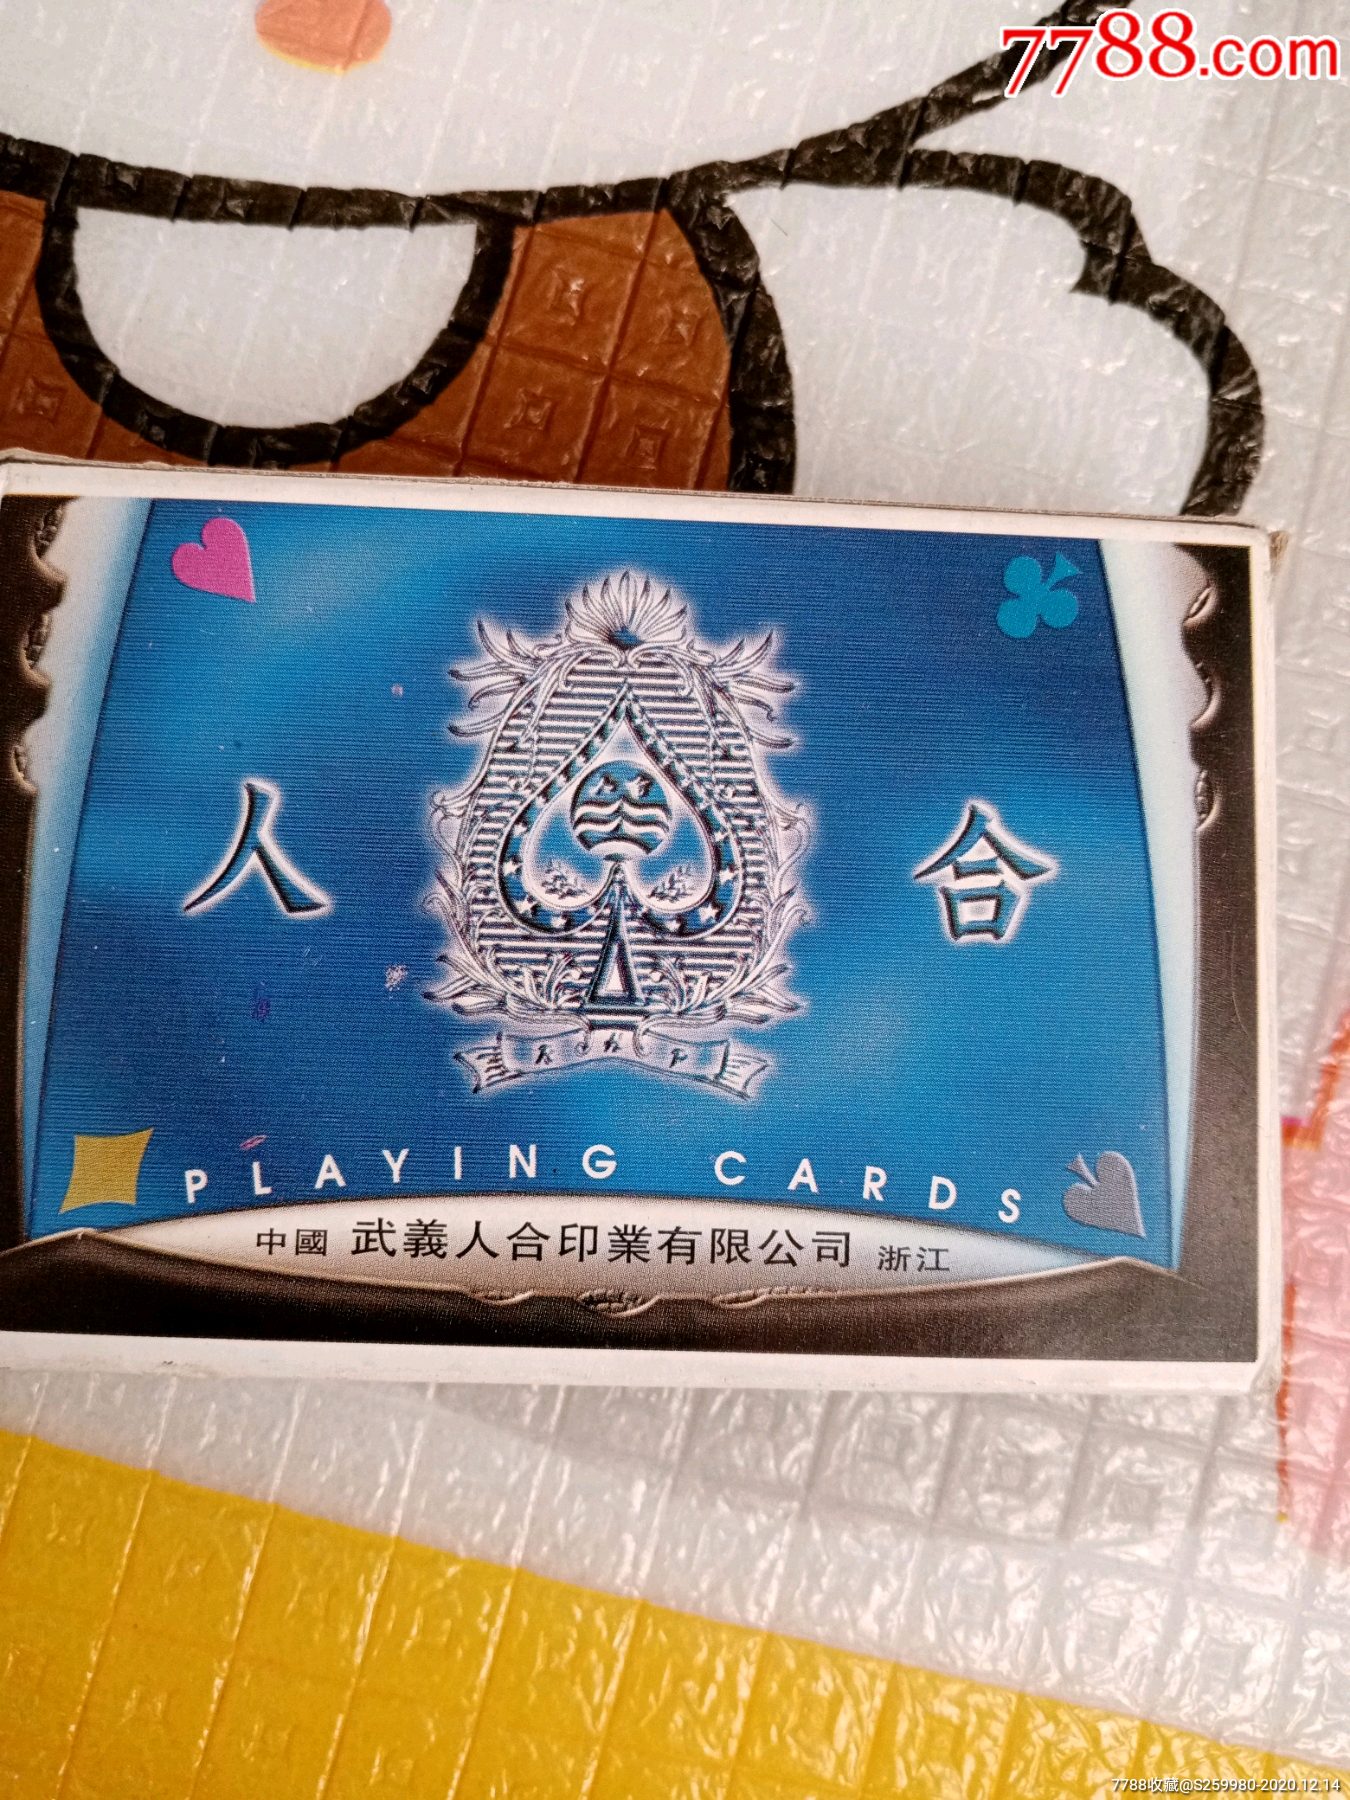 7788.com
人 合
PLAYING CARDS
中國 武義人合印業有限公司 浙江
7788收藏@S259980-2020.12.14